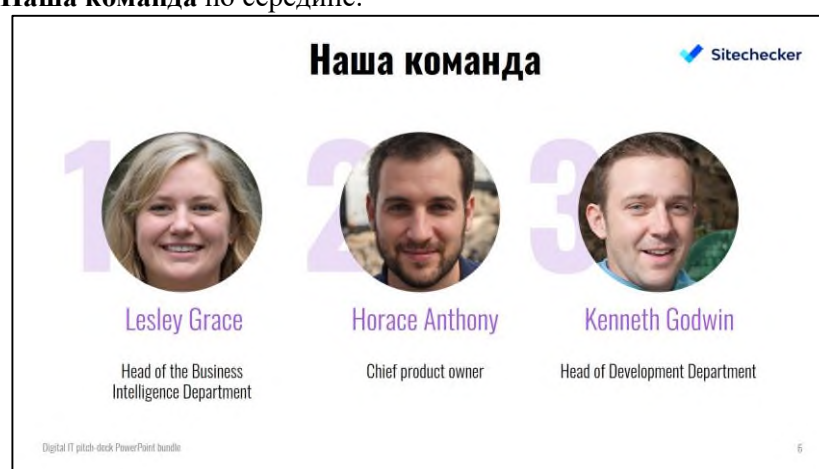 Наша команда по середине.
Наша команда
Sitechecker
1
2
3
Lesley Grace
Horace Anthony
Kenneth Godwin
Head of the Business
Intelligence Department
Chief product owner
Head of Development Department
Digital IT pitch-deck PowerPoint bundle
6